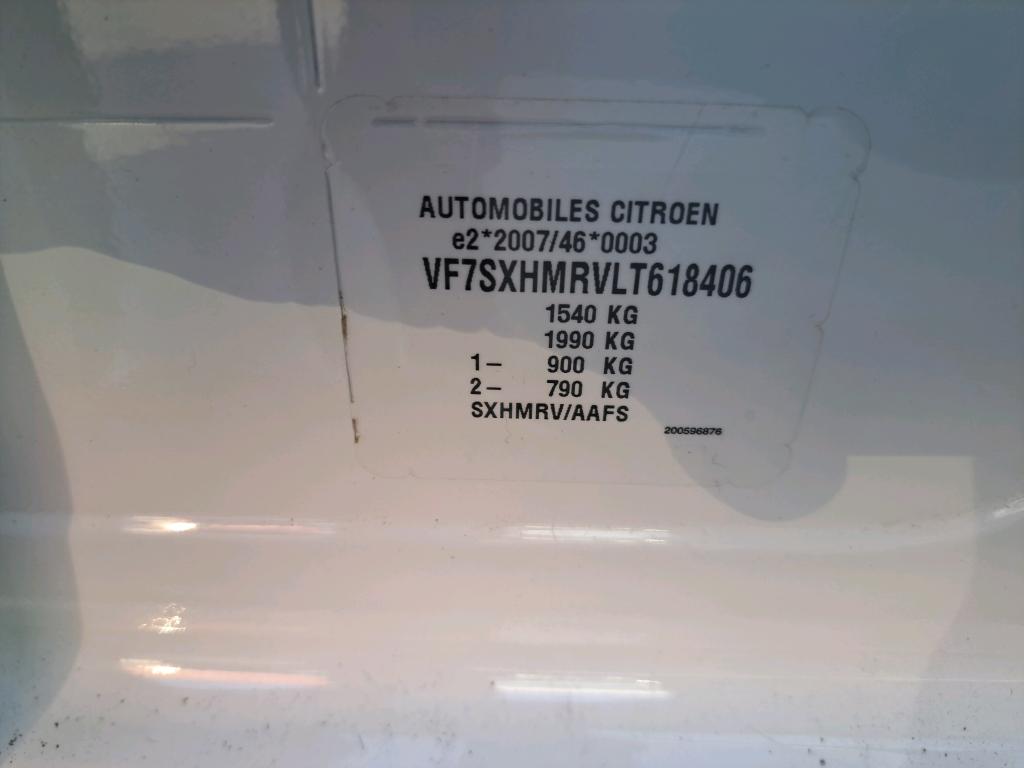 AUTOMOBILES CITROEN
e2*2007/46*0003
VF7SXHMRVLT618406
1540 KG
1990 KG
1– 900 KG
2– 790 KG
SXHMRV/AAFS
200596876